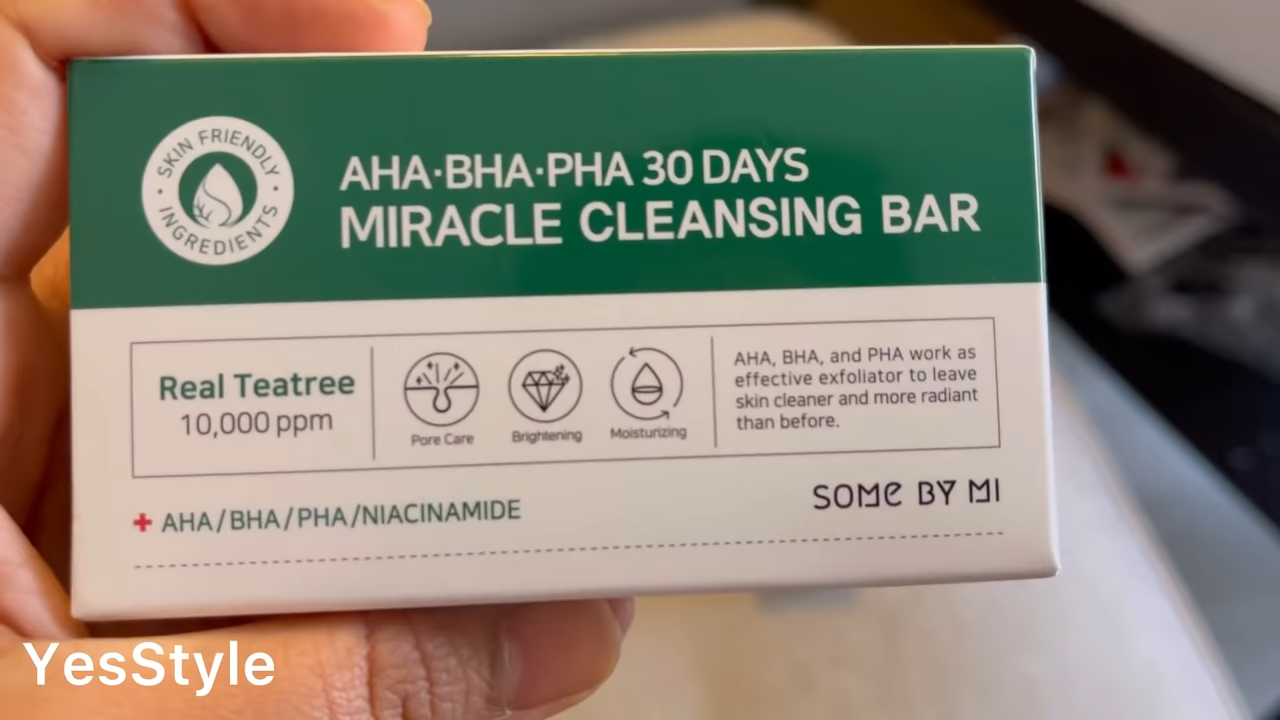 SKIN FRIENDLY
INGREDIENTS
AHA·BHA·PHA 30 DAYS
MIRACLE CLEANSING BAR
Real Teatree
10,000 ppm
Pore Care
Brightening
Moisturizing
AHA, BHA, and PHA work as
effective exfoliator to leave
skin cleaner and more radiant
than before.
+ AHA/BHA/PHA/NIACINAMIDE
SOME BY MI
YesStyle